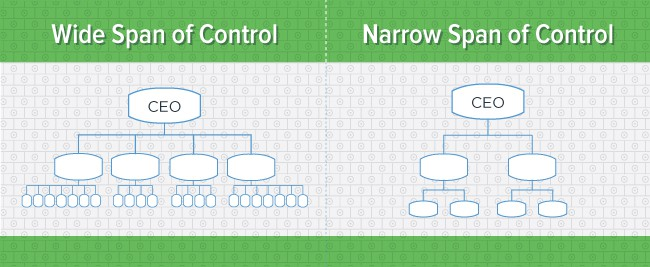 Wide Span of Control
Narrow Span of Control
CEO
CEO